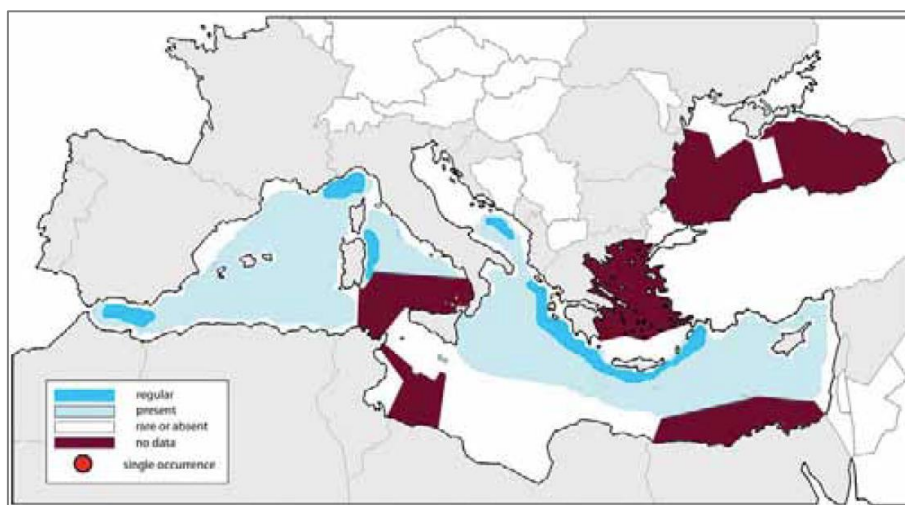 regular
present
rare or absent
no data
single occurrence